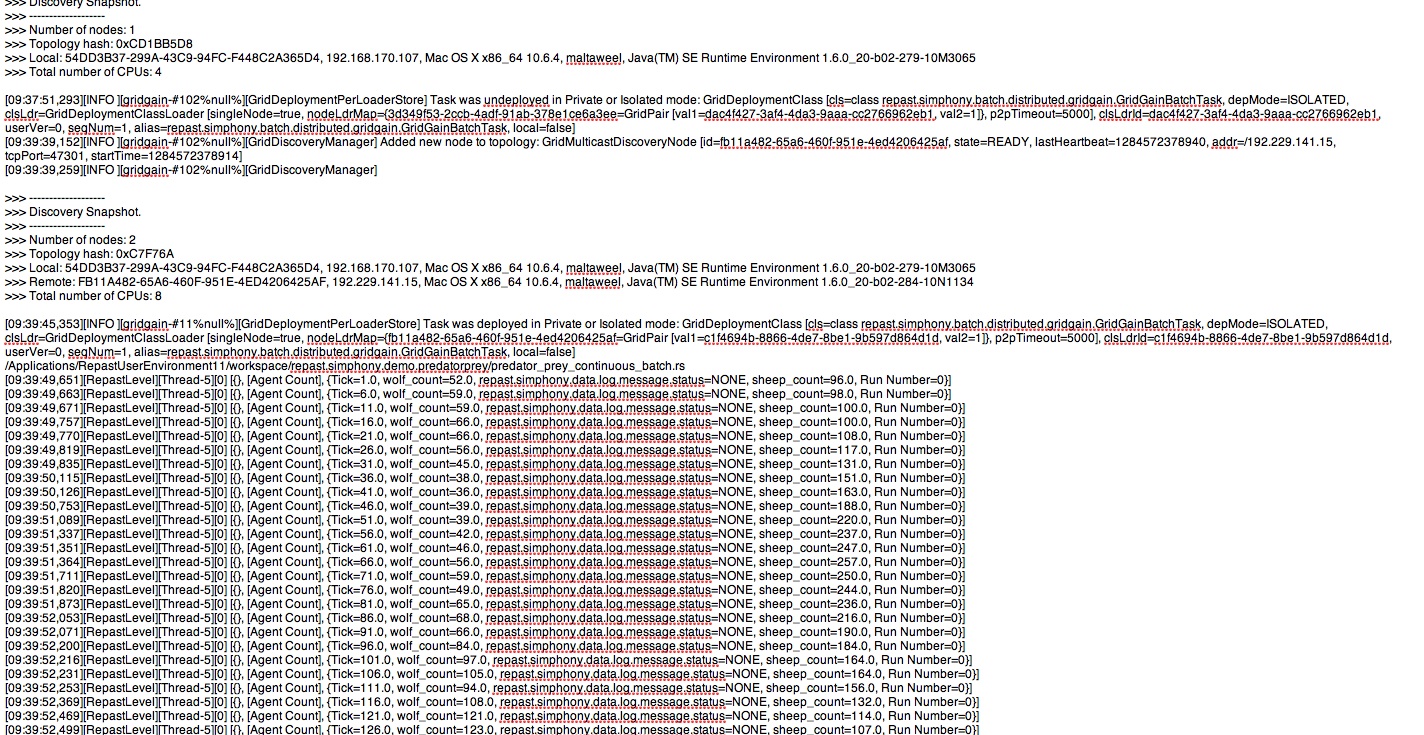 >>> Discovery Snapshot.
>>> -------------------
>>> Number of nodes: 1
>>> Topology hash: 0xCD1BB5D8
>>> Local: 54DD3B37-299A-43C9-94FC-F448C2A365D4, 192.168.170.107, Mac OS X x86_64 10.6.4, maltaweel, Java(TM) SE Runtime Environment 1.6.0_20-b02-279-10M3065
>>> Total number of CPUs: 4
[09:37:51,293][INFO ][gridgain-#102%null%][GridDeploymentPerLoaderStore] Task was undeployed in Private or Isolated mode: GridDeploymentClass [cls=class repast.simphony.batch.distributed.gridgain.GridGainBatchTask, depMode=ISOLATED,
clsLdr=GridDeploymentClassLoader [singleNode=true, nodeLdrMap={3d349f53-2ccb-4adf-91ab-378e1ce6a3ee=GridPair [val1=dac4f427-3af4-4da3-9aaa-cc2766962eb1, val2=1]}, p2pTimeout=5000], clsLdrId=dac4f427-3af4-4da3-9aaa-cc2766962eb1,
userVer=0, seqNum=1, alias=repast.simphony.batch.distributed.gridgain.GridGainBatchTask, local=false]
[09:39:39,152][INFO ][gridgain-#102%null%][GridDiscoveryManager] Added new node to topology: GridMulticastDiscoveryNode [id=fb11a482-65a6-460f-951e-4ed4206425af, state=READY, lastHeartbeat=1284572378940, addr=/192.229.141.15,
tcpPort=47301, startTime=1284572378914]
[09:39:39,259][INFO ][gridgain-#102%null%][GridDiscoveryManager]
>>> -------------------
>>> Discovery Snapshot.
>>> -------------------
>>> Number of nodes: 2
>>> Topology hash: 0xC7F76A
>>> Local: 54DD3B37-299A-43C9-94FC-F448C2A365D4, 192.168.170.107, Mac OS X x86_64 10.6.4, maltaweel, Java(TM) SE Runtime Environment 1.6.0_20-b02-279-10M3065
>>> Remote: FB11A482-65A6-460F-951E-4ED4206425AF, 192.229.141.15, Mac OS X x86_64 10.6.4, maltaweel, Java(TM) SE Runtime Environment 1.6.0_20-b02-284-10N1134
>>> Total number of CPUs: 8
[09:39:45,353][INFO ][gridgain-#11%null%][GridDeploymentPerLoaderStore] Task was deployed in Private or Isolated mode: GridDeploymentClass [cls=class repast.simphony.batch.distributed.gridgain.GridGainBatchTask, depMode=ISOLATED,
clsLdr=GridDeploymentClassLoader [singleNode=true, nodeLdrMap={fb11a482-65a6-460f-951e-4ed4206425af=GridPair [val1=c1f4694b-8866-4de7-8be1-9b597d864d1d, val2=1]}, p2pTimeout=5000], clsLdrId=c1f4694b-8866-4de7-8be1-9b597d864d1d,
userVer=0, seqNum=1, alias=repast.simphony.batch.distributed.gridgain.GridGainBatchTask, local=false]
/Applications/RepastUserEnvironment11/workspace/repast.simphony.demo.predatorprey/predator_prey_continuous_batch.rs
[09:39:49,651][RepastLevel][Thread-5][0] [{}, [Agent Count], {Tick=1.0, wolf_count=52.0, repast.simphony.data.log.message.status=NONE, sheep_count=96.0, Run Number=0}]
[09:39:49,663][RepastLevel][Thread-5][0] [{}, [Agent Count], {Tick=6.0, wolf_count=59.0, repast.simphony.data.log.message.status=NONE, sheep_count=98.0, Run Number=0}]
[09:39:49,671][RepastLevel][Thread-5][0] [{}, [Agent Count], {Tick=11.0, wolf_count=59.0, repast.simphony.data.log.message.status=NONE, sheep_count=100.0, Run Number=0}]
[09:39:49,757][RepastLevel][Thread-5][0] [{}, [Agent Count], {Tick=16.0, wolf_count=66.0, repast.simphony.data.log.message.status=NONE, sheep_count=100.0, Run Number=0}]
[09:39:49,770][RepastLevel][Thread-5][0] [{}, [Agent Count], {Tick=21.0, wolf_count=66.0, repast.simphony.data.log.message.status=NONE, sheep_count=108.0, Run Number=0}]
[09:39:49,819][RepastLevel][Thread-5][0] [{}, [Agent Count], {Tick=26.0, wolf_count=56.0, repast.simphony.data.log.message.status=NONE, sheep_count=117.0, Run Number=0}]
[09:39:49,835][RepastLevel][Thread-5][0] [{}, [Agent Count], {Tick=31.0, wolf_count=45.0, repast.simphony.data.log.message.status=NONE, sheep_count=131.0, Run Number=0}]
[09:39:50,115][RepastLevel][Thread-5][0] [{}, [Agent Count], {Tick=36.0, wolf_count=38.0, repast.simphony.data.log.message.status=NONE, sheep_count=151.0, Run Number=0}]
[09:39:50,126][RepastLevel][Thread-5][0] [{}, [Agent Count], {Tick=41.0, wolf_count=36.0, repast.simphony.data.log.message.status=NONE, sheep_count=163.0, Run Number=0}]
[09:39:50,753][RepastLevel][Thread-5][0] [{}, [Agent Count], {Tick=46.0, wolf_count=39.0, repast.simphony.data.log.message.status=NONE, sheep_count=188.0, Run Number=0}]
[09:39:51,089][RepastLevel][Thread-5][0] [{}, [Agent Count], {Tick=51.0, wolf_count=39.0, repast.simphony.data.log.message.status=NONE, sheep_count=220.0, Run Number=0}]
[09:39:51,337][RepastLevel][Thread-5][0] [{}, [Agent Count], {Tick=56.0, wolf_count=42.0, repast.simphony.data.log.message.status=NONE, sheep_count=237.0, Run Number=0}]
[09:39:51,351][RepastLevel][Thread-5][0] [{}, [Agent Count], {Tick=61.0, wolf_count=46.0, repast.simphony.data.log.message.status=NONE, sheep_count=247.0, Run Number=0}]
[09:39:51,364][RepastLevel][Thread-5][0] [{}, [Agent Count], {Tick=66.0, wolf_count=56.0, repast.simphony.data.log.message.status=NONE, sheep_count=257.0, Run Number=0}]
[09:39:51,711][RepastLevel][Thread-5][0] [{}, [Agent Count], {Tick=71.0, wolf_count=59.0, repast.simphony.data.log.message.status=NONE, sheep_count=250.0, Run Number=0}]
[09:39:51,820][RepastLevel][Thread-5][0] [{}, [Agent Count], {Tick=76.0, wolf_count=49.0, repast.simphony.data.log.message.status=NONE, sheep_count=244.0, Run Number=0}]
[09:39:51,873][RepastLevel][Thread-5][0] [{}, [Agent Count], {Tick=81.0, wolf_count=65.0, repast.simphony.data.log.message.status=NONE, sheep_count=236.0, Run Number=0}]
[09:39:52,053][RepastLevel][Thread-5][0] [{}, [Agent Count], {Tick=86.0, wolf_count=68.0, repast.simphony.data.log.message.status=NONE, sheep_count=216.0, Run Number=0}]
[09:39:52,071][RepastLevel][Thread-5][0] [{}, [Agent Count], {Tick=91.0, wolf_count=66.0, repast.simphony.data.log.message.status=NONE, sheep_count=190.0, Run Number=0}]
[09:39:52,200][RepastLevel][Thread-5][0] [{}, [Agent Count], {Tick=96.0, wolf_count=84.0, repast.simphony.data.log.message.status=NONE, sheep_count=184.0, Run Number=0}]
[09:39:52,216][RepastLevel][Thread-5][0] [{}, [Agent Count], {Tick=101.0, wolf_count=97.0, repast.simphony.data.log.message.status=NONE, sheep_count=164.0, Run Number=0}]
[09:39:52,231][RepastLevel][Thread-5][0] [{}, [Agent Count], {Tick=106.0, wolf_count=105.0, repast.simphony.data.log.message.status=NONE, sheep_count=164.0, Run Number=0}]
[09:39:52,253][RepastLevel][Thread-5][0] [{}, [Agent Count], {Tick=111.0, wolf_count=94.0, repast.simphony.data.log.message.status=NONE, sheep_count=156.0, Run Number=0}]
[09:39:52,369][RepastLevel][Thread-5][0] [{}, [Agent Count], {Tick=116.0, wolf_count=108.0, repast.simphony.data.log.message.status=NONE, sheep_count=132.0, Run Number=0}]
[09:39:52,469][RepastLevel][Thread-5][0] [{}, [Agent Count], {Tick=121.0, wolf_count=121.0, repast.simphony.data.log.message.status=NONE, sheep_count=114.0, Run Number=0}]
[09:39:52,499][RepastLevel][Thread-5][0] [{}, [Agent Count], {Tick=126.0, wolf_count=123.0, repast.simphony.data.log.message.status=NONE, sheep_count=107.0, Run Number=0}]